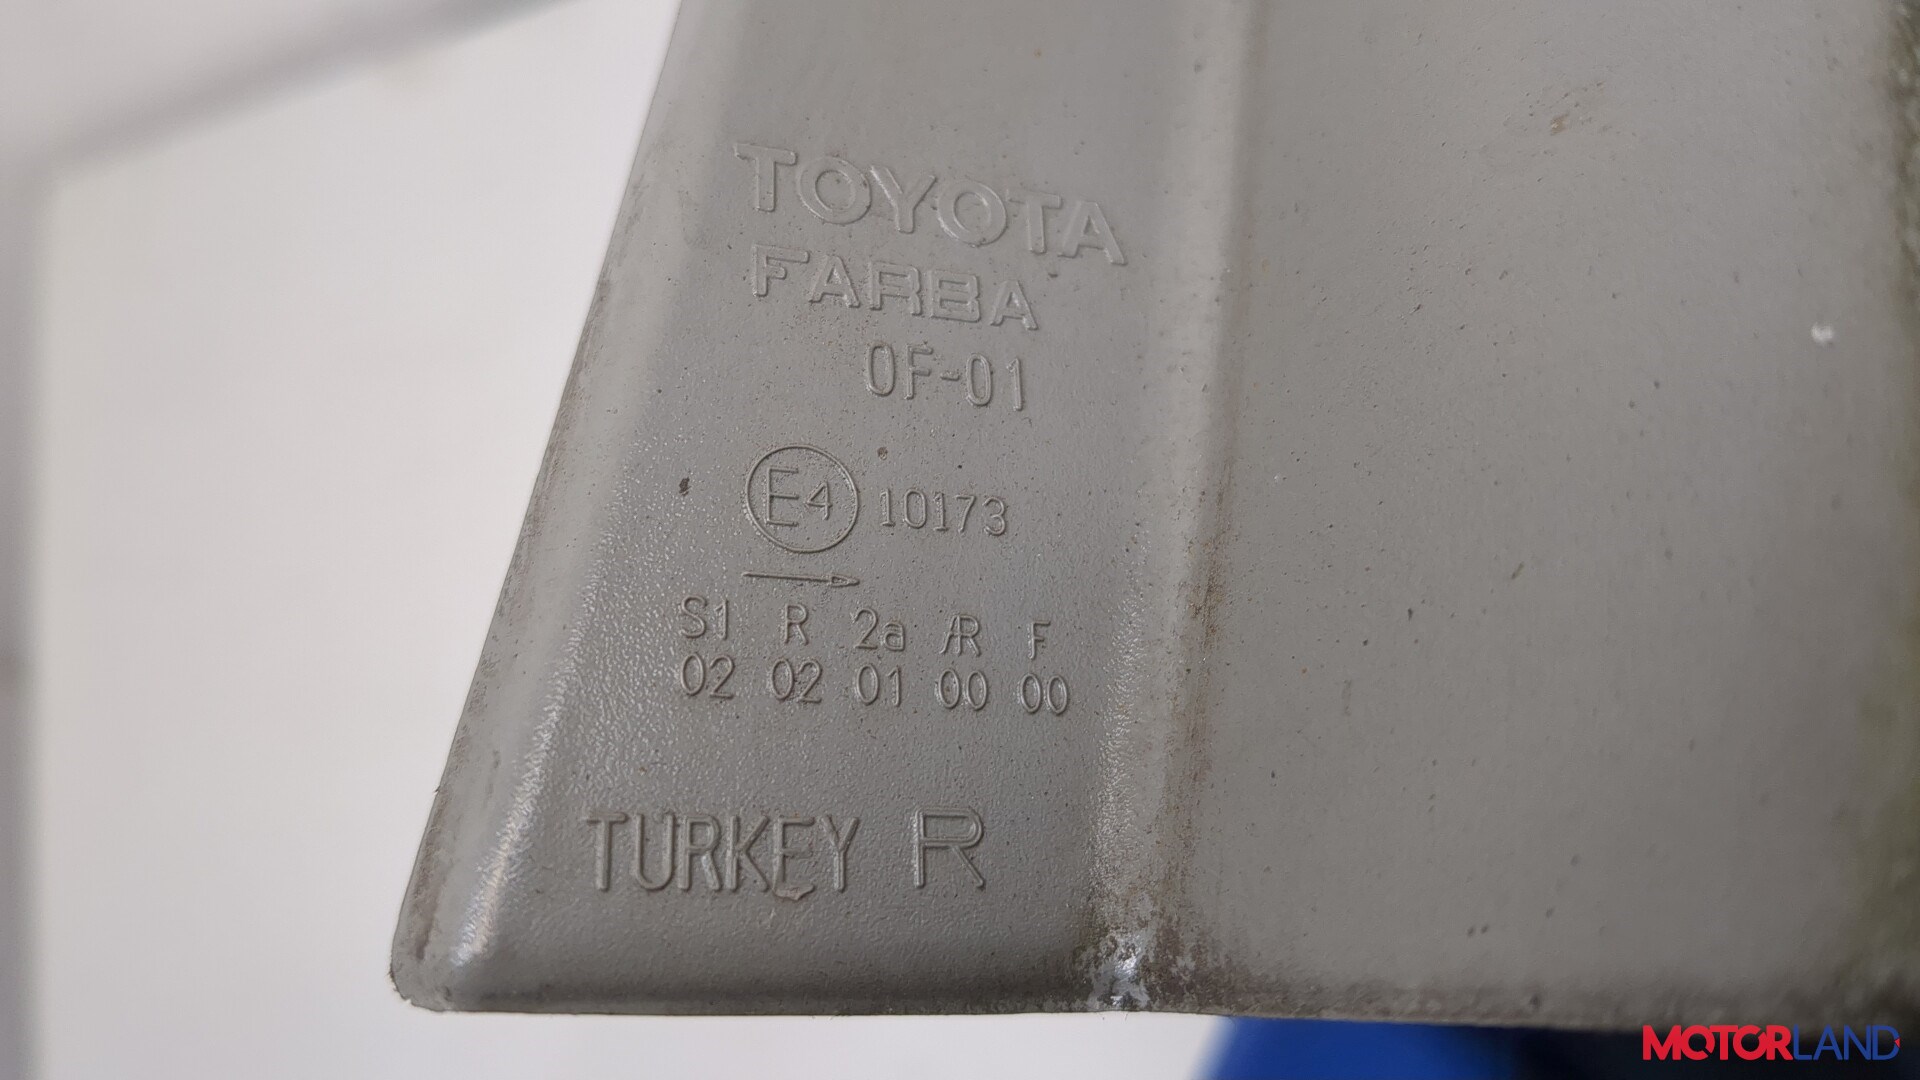 TOYOTA
FARBA
0F-01
E4 10173
S1 R 2a AR F
02 02 01 00 00
TURKEY R
MOTORLAND